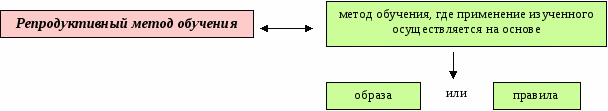 Репродуктивный метод обучения
метод обучения, где применение изученного
осуществляется на основе
образа
или
правила